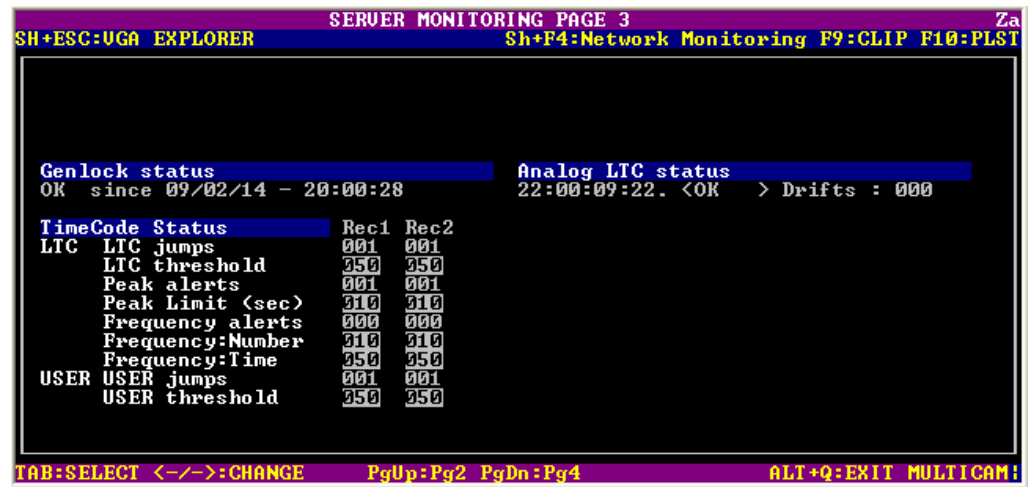 SERVER MONITORING PAGE 3 Za
SH+ESC:VGA EXPLORER Sh+F4:Network Monitoring F9:CLIP F10:PLST
Genlock status Analog LTC status
OK since 09/02/14 - 20:00:28 22:00:09:22. <OK > Drifts : 000
TimeCode Status Rec1 Rec2
LTC LTC jumps 001 001
LTC threshold 050 050
Peak alerts 001 001
Peak Limit (sec) 010 010
Frequency alerts 000 000
Frequency:Number 010 010
Frequency:Time 050 050
USER USER jumps 001 001
USER threshold 050 050
TAB:SELECT <-/->:CHANGE PgUp:Pg2 PgDn:Pg4 ALT+Q:EXIT MULTICAM